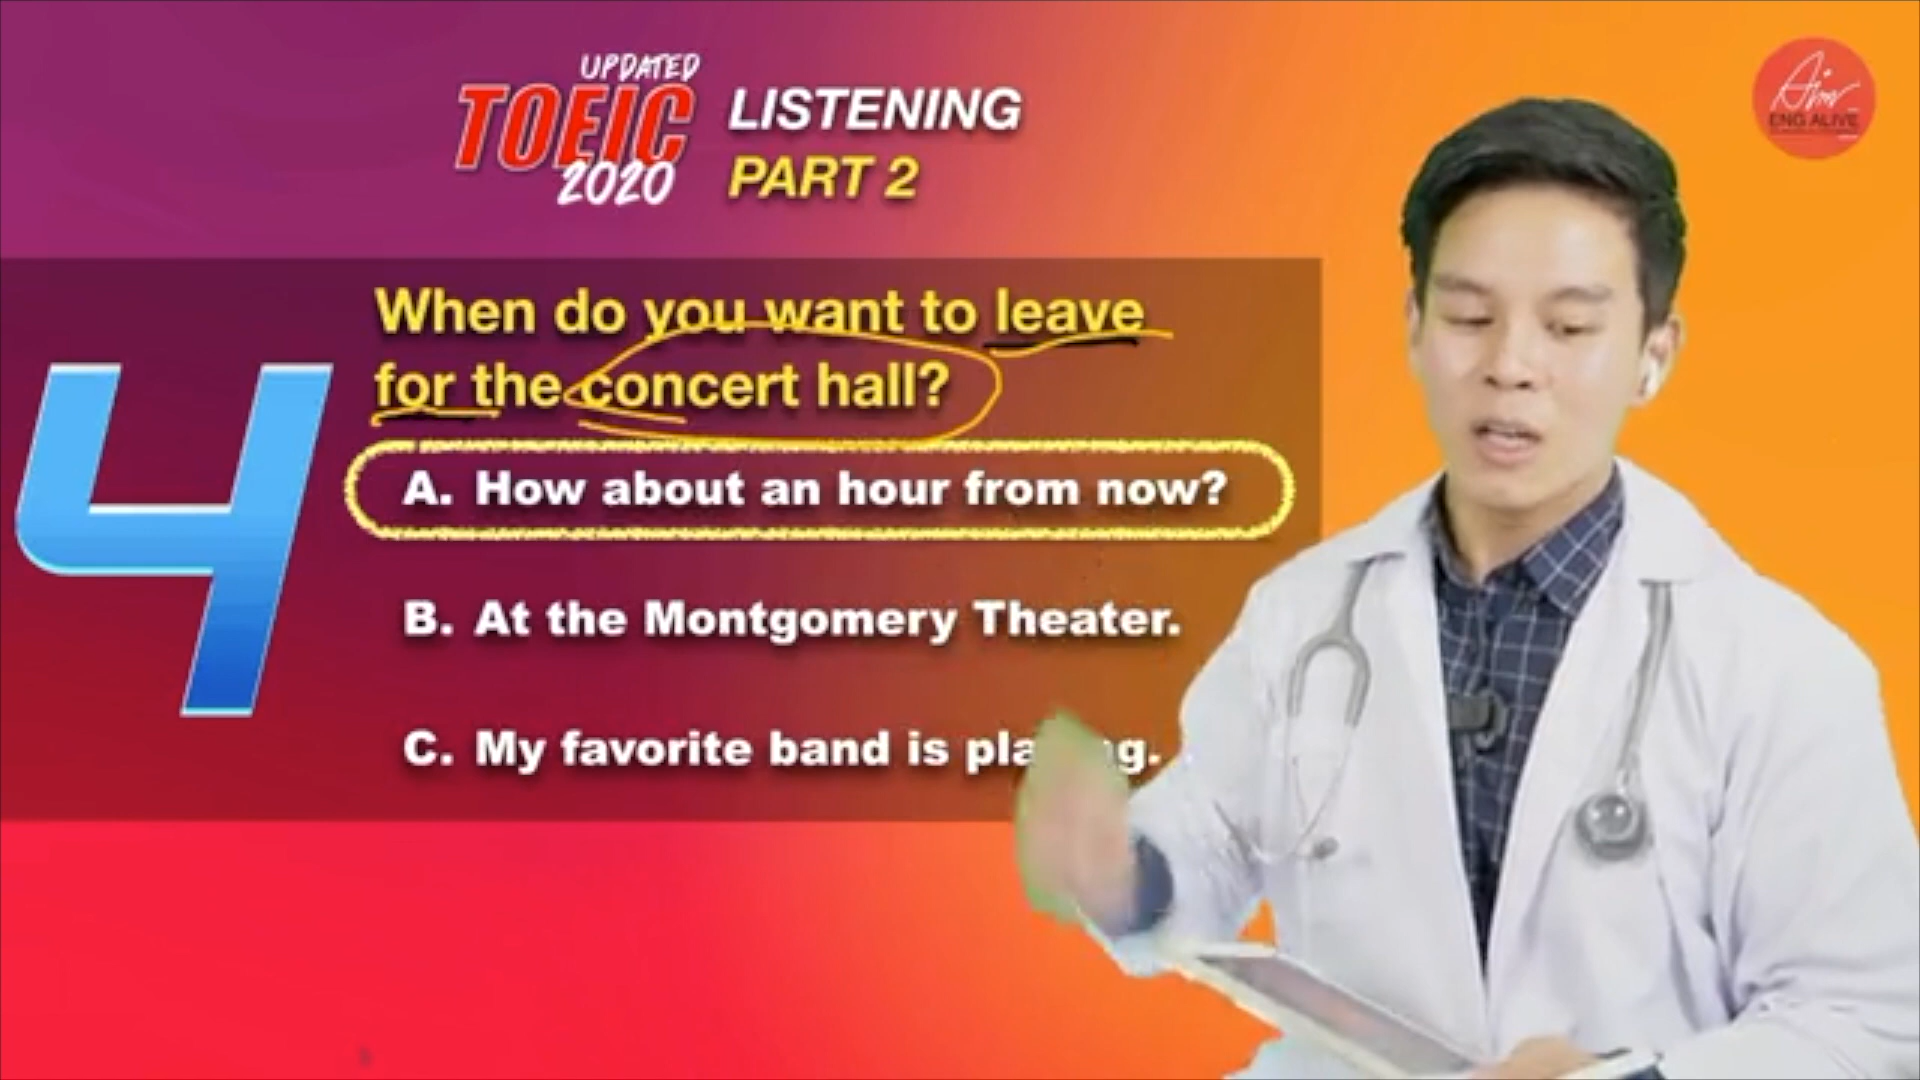 UPDATED
TOEIC
2020
LISTENING
PART 2
4
When do you want to leave
for the concert hall?
A. How about an hour from now?
B. At the Montgomery Theater.
C. My favorite band is
Aim
ENG ALIVE